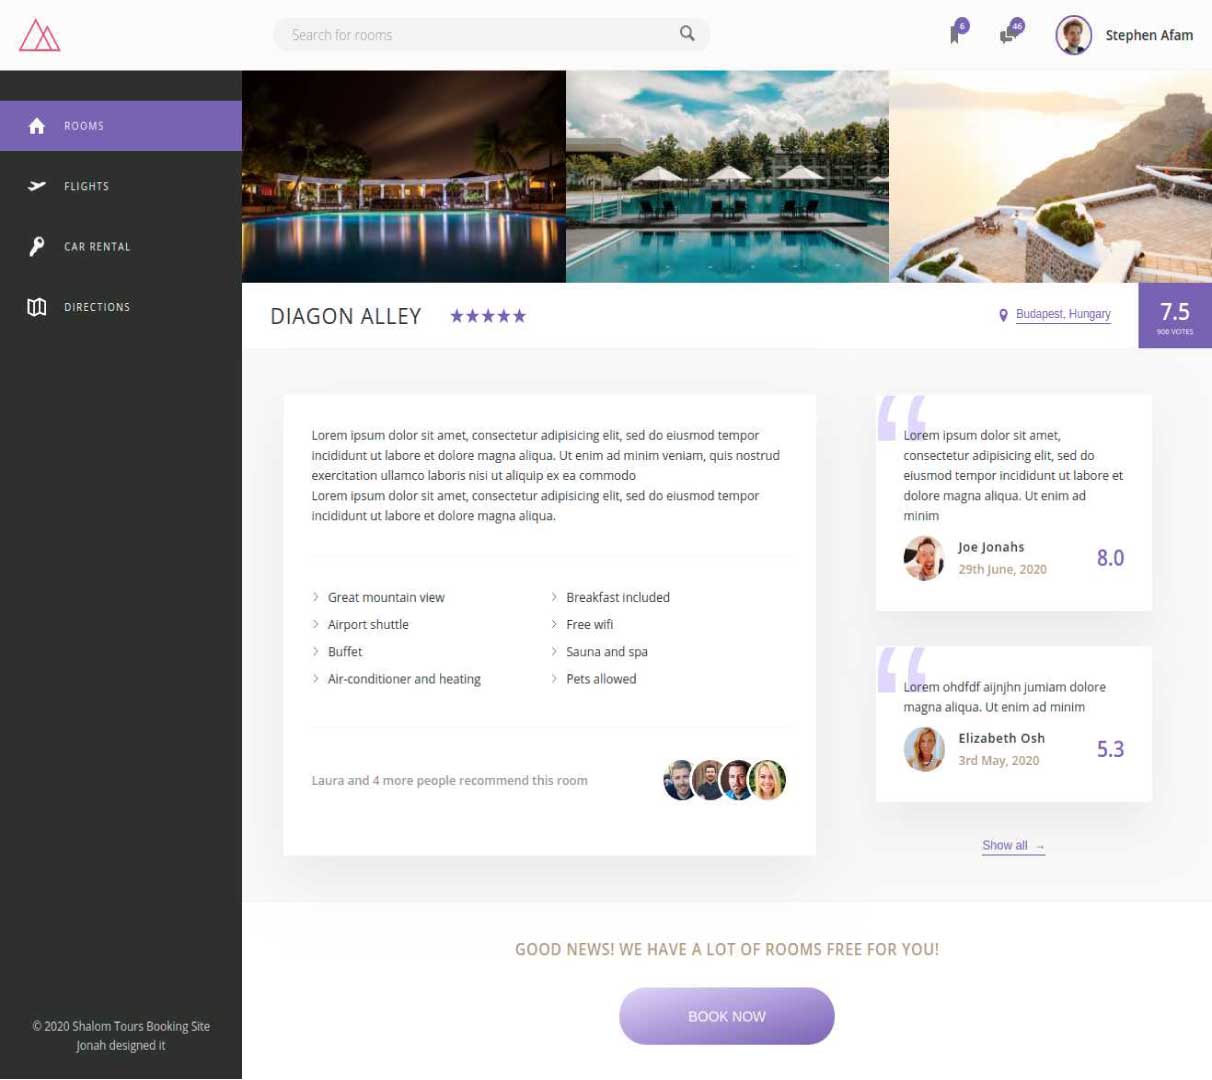 Search for rooms
6
46
Stephen Afam
ROOMS
FLIGHTS
CAR RENTAL
DIRECTIONS
DIAGON ALLEY
Budapest, Hungary
7.5
906 VOTES
Lorem ipsum dolor sit amet, consectetur adipisicing elit, sed do eiusmod tempor
incididunt ut labore et dolore magna aliqua. Ut enim ad minim veniam, quis nostrud
exercitation ullamco laboris nisi ut aliquip ex ea commodo
Lorem ipsum dolor sit amet, consectetur adipisicing elit, sed do eiusmod tempor
incididunt ut labore et dolore magna aliqua.
Great mountain view
Breakfast included
Airport shuttle
Free wifi
Buffet
Sauna and spa
Air-conditioner and heating
Pets allowed
Laura and 4 more people recommend this room
“
Lorem ipsum dolor sit amet,
consectetur adipisicing elit, sed do
eiusmod tempor incididunt ut labore et
dolore magna aliqua. Ut enim ad
minim
Joe Jonahs
29th June, 2020
8.0
“
Lorem ohdfdf aijnjhn jumiam dolore
magna aliqua. Ut enim ad minim
Elizabeth Osh
3rd May, 2020
5.3
Show all →
GOOD NEWS! WE HAVE A LOT OF ROOMS FREE FOR YOU!
BOOK NOW
© 2020 Shalom Tours Booking Site
Jonah designed it